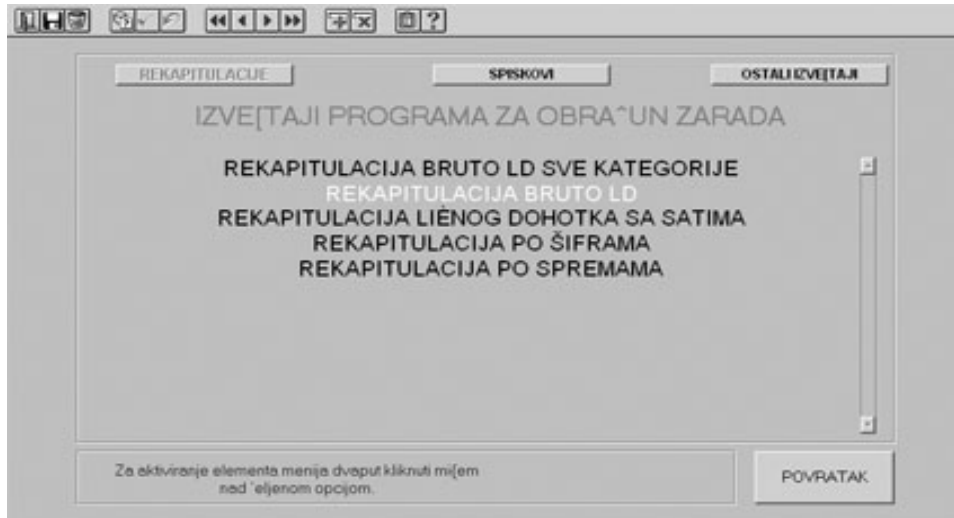 REKAPITULACIJE
SPISKOVI
OSTALI IZVE[TAJI
IZVE[TAJI PROGRAMA ZA OBRA^UN ZARADA
REKAPITULACIJA BRUTO LD SVE KATEGORIJE
REKAPITULACIJA BRUTO LD
REKAPITULACIJA LIĖNOG DOHOTKA SA SATIMA
REKAPITULACIJA PO ŠIFRAMA
REKAPITULACIJA PO SPREMAMA
Za aktiviranje elementa menija dvaput kliknuti mi[em
nad `eljenom opcijom.
POVRATAK